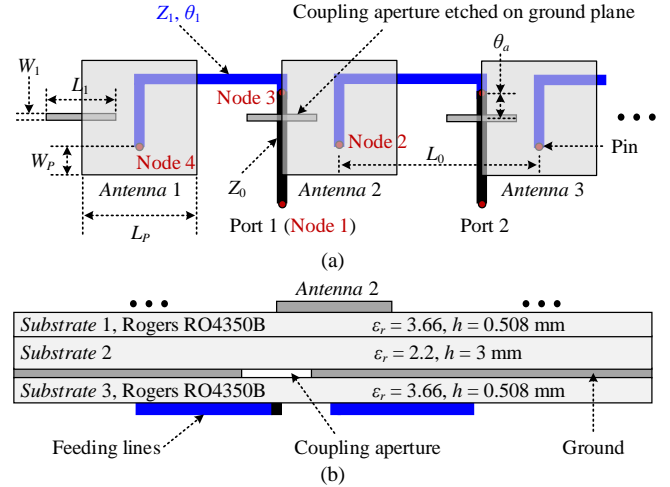 Z1, θ1
Coupling aperture etched on ground plane
W1
L1
θa
Node 3
Node 2
WP
Node 4
L0
Pin
Antenna 1
Z0
Antenna 2
Antenna 3
LP
Port 1 (Node 1)
Port 2
(a)
Antenna 2
Substrate 1, Rogers RO4350B εr = 3.66, h = 0.508 mm
Substrate 2 εr = 2.2, h = 3 mm
Substrate 3, Rogers RO4350B εr = 3.66, h = 0.508 mm
Feeding lines Coupling aperture Ground
(b)